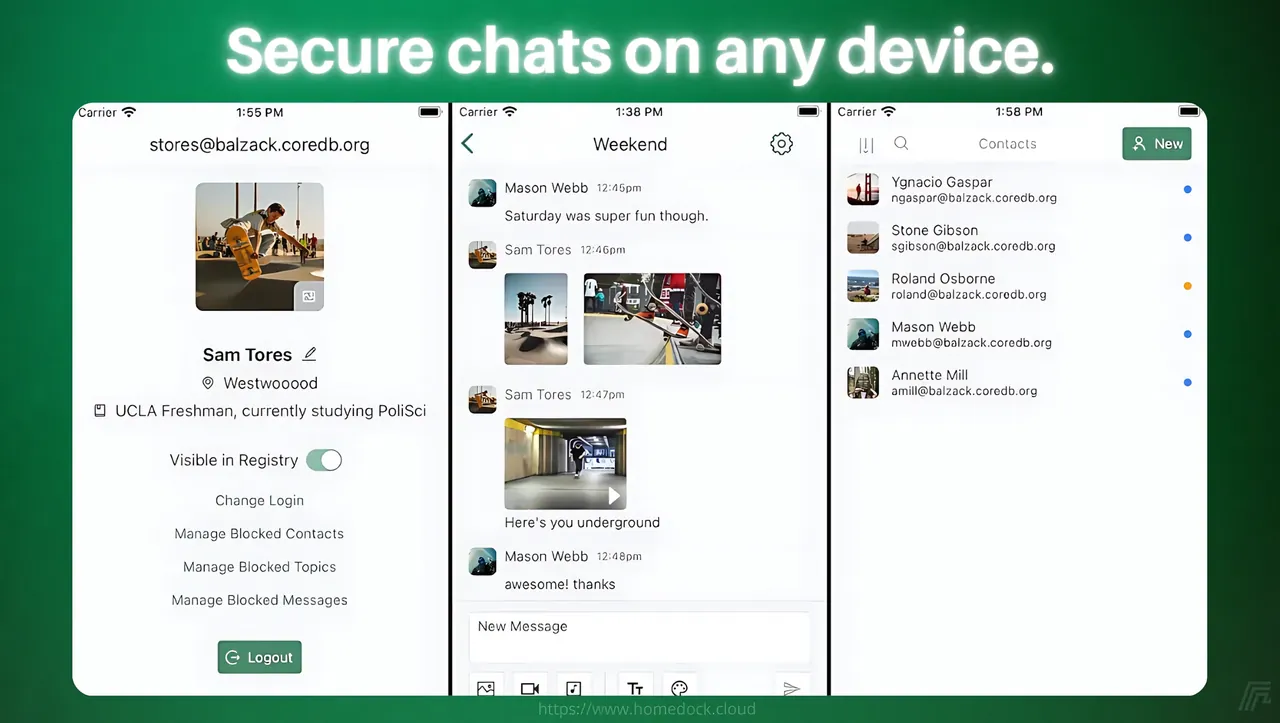 Secure chats on any device.
Carrier 1:55 PM
stores@balzack.coredb.org
Sam Tores
Westwooood
UCLA Freshman, currently studying PoliSci
Visible in Registry
Change Login
Manage Blocked Contacts
Manage Blocked Topics
Manage Blocked Messages
Logout
Carrier 1:38 PM
Weekend
Mason Webb 12:45pm
Saturday was super fun though.
Sam Tores 12:46pm
Sam Tores 12:47pm
Here's you underground
Mason Webb 12:48pm
awesome! thanks
New Message
TT
Carrier 1:58 PM
Contacts
New
Ygnacio Gaspar
ngaspar@balzack.coredb.org
Stone Gibson
sgibson@balzack.coredb.org
Roland Osborne
roland@balzack.coredb.org
Mason Webb
mwebb@balzack.coredb.org
Annette Mill
amill@balzack.coredb.org
https://www.homedock.cloud